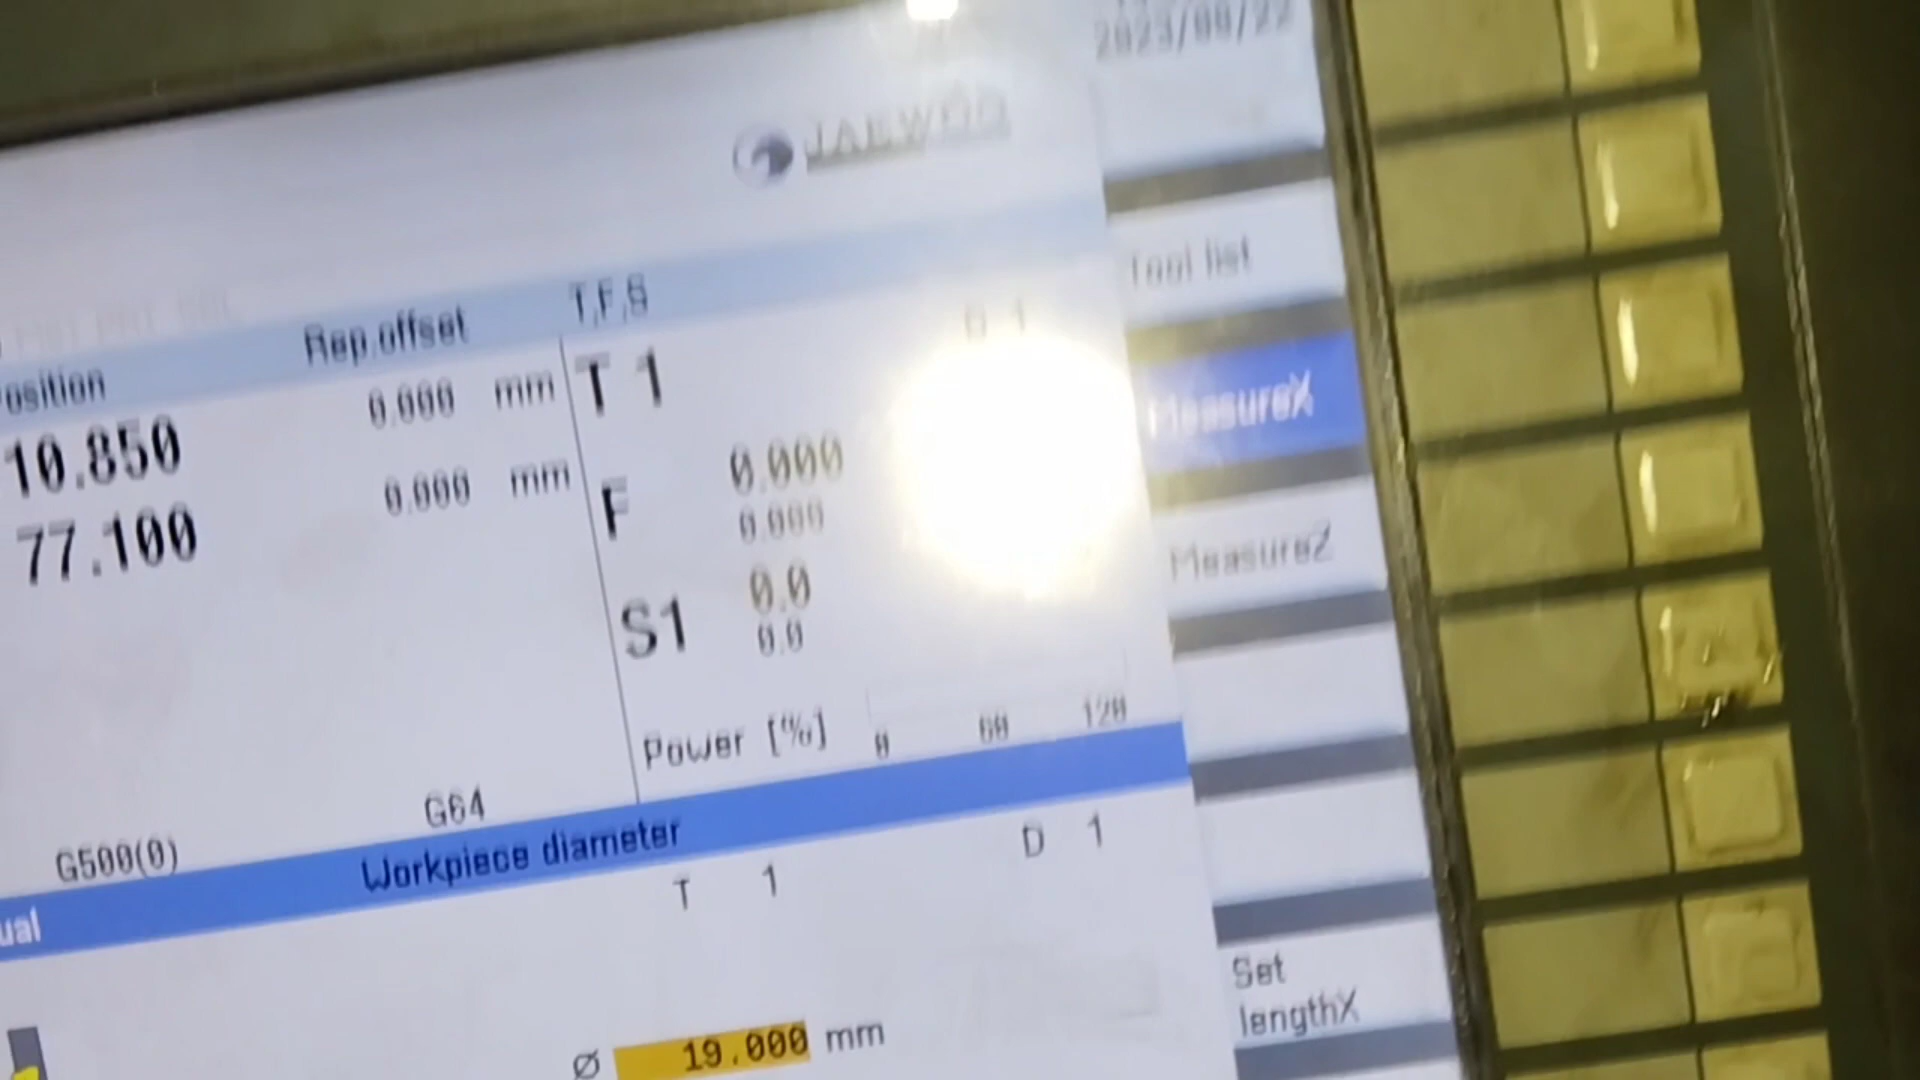 JAEWOO
Tool list
Rep.offset
T,F,S
osition
0.000 mm
T 1
MeasureX
10.850
0.000 mm
F
0.000
0.000
MeasureZ
77.100
S1
0.0
0.0
Power [%]
0
60
120
G500(0)
G64
Workpiece diameter
ual
T 1
D 1
Set
lengthX
Ø 19.000 mm